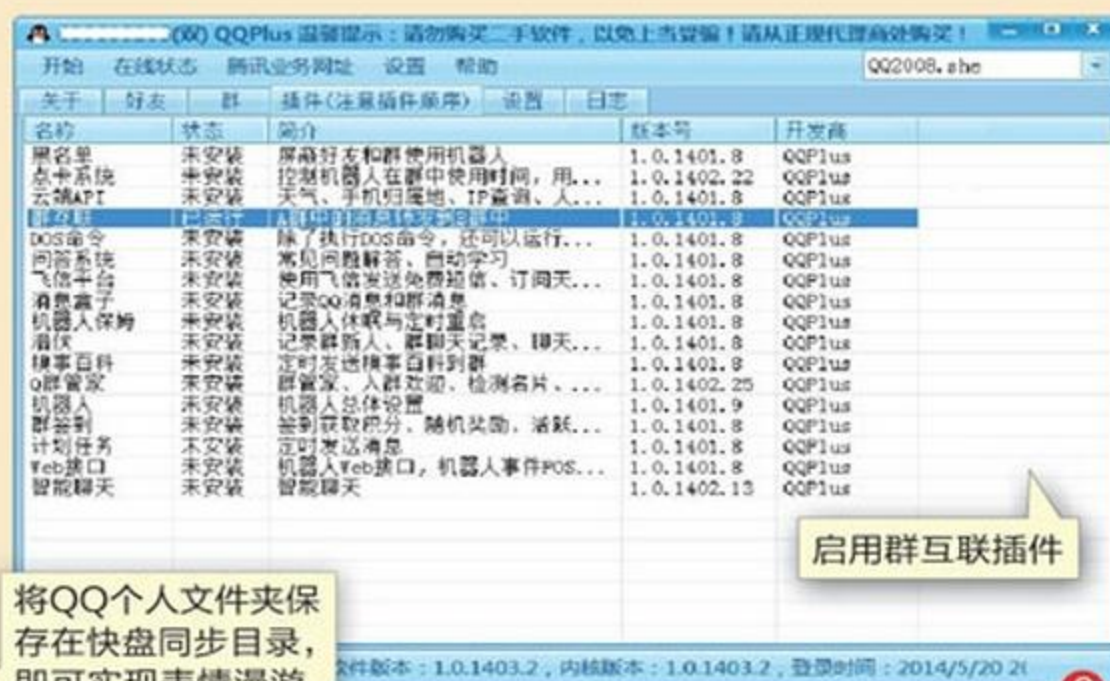 (双) QQPlus 温馨提示：请勿购买二手软件，以免上当受骗！请从正规代理商处购买！
开始 在线状态 腾讯业务网址 设置 帮助 QQ2008.she
关于 好友 群 插件(注意插件顺序) 设置 日志
名称 状态 简介 版本号 开发商
黑名单 未安装 屏蔽好友和群使用机器人 1.0.1401.8 QQPlus
点卡系统 未安装 控制机器人在群中使用时间，用... 1.0.1402.22 QQPlus
云端API 未安装 天气、手机归属地、IP查询、人... 1.0.1401.8 QQPlus
群互联 1.0.1401.8 QQPlus
DOS命令 未安装 除了执行DOS命令，还可以运行... 1.0.1401.8 QQPlus
问答系统 未安装 常见问题解答、自动学习 1.0.1401.8 QQPlus
飞信平台 未安装 使用飞信发送免费短信、订阅天... 1.0.1401.8 QQPlus
消息盒子 未安装 记录QQ消息和群消息 1.0.1401.8 QQPlus
机器人保姆 未安装 机器人休眠与定时重启 1.0.1401.8 QQPlus
潜伏 未安装 记录群新人、群聊天记录、聊天... 1.0.1401.8 QQPlus
糗事百科 未安装 定时发送糗事百科到群 1.0.1401.8 QQPlus
Q群管家 未安装 群管家、入群欢迎、检测名片、... 1.0.1402.25 QQPlus
机器人 未安装 机器人总体设置 1.0.1401.9 QQPlus
群签到 未安装 签到获取积分、随机奖励、活跃... 1.0.1401.8 QQPlus
计划任务 未安装 定时发送消息 1.0.1401.8 QQPlus
Web接口 未安装 机器人Web接口，机器人事件POS... 1.0.1401.8 QQPlus
智能聊天 未安装 智能聊天 1.0.1402.13 QQPlus
启用群互联插件
将QQ个人文件夹保
存在快盘同步目录，
即可实现表情漫游
软件版本：1.0.1403.2，内核版本：1.0.1403.2，登录时间：2014/5/20